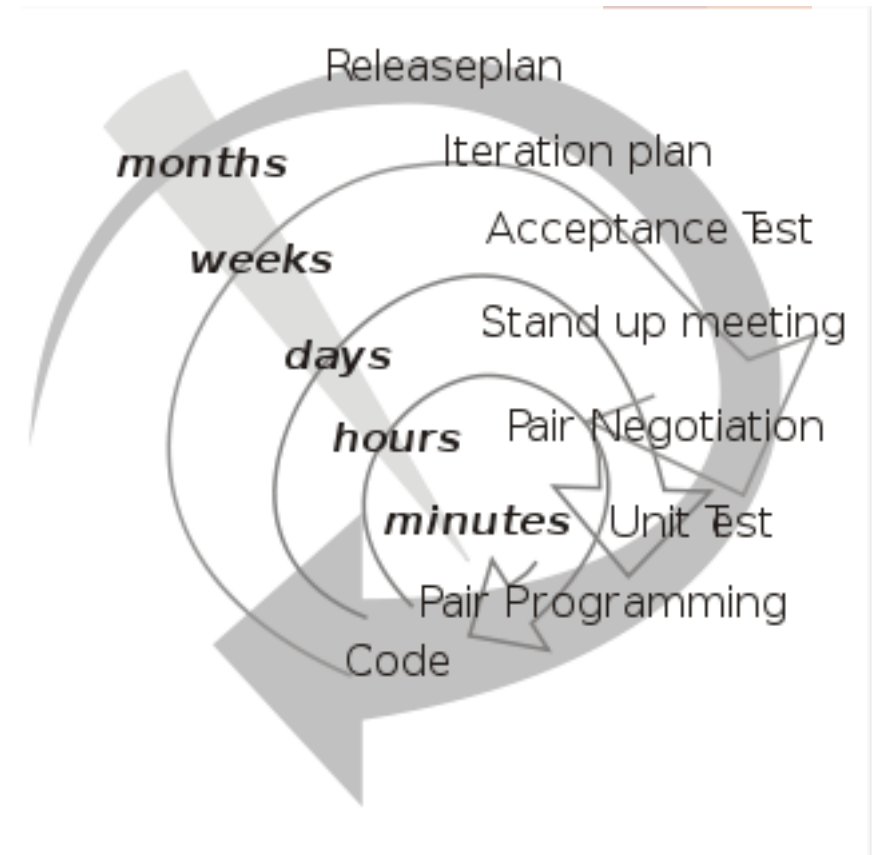 Releaseplan
Iteration plan
months
Acceptance Test
weeks
Stand up meeting
days
Pair Negotiation
hours
minutes
Unit Test
Pair Programming
Code